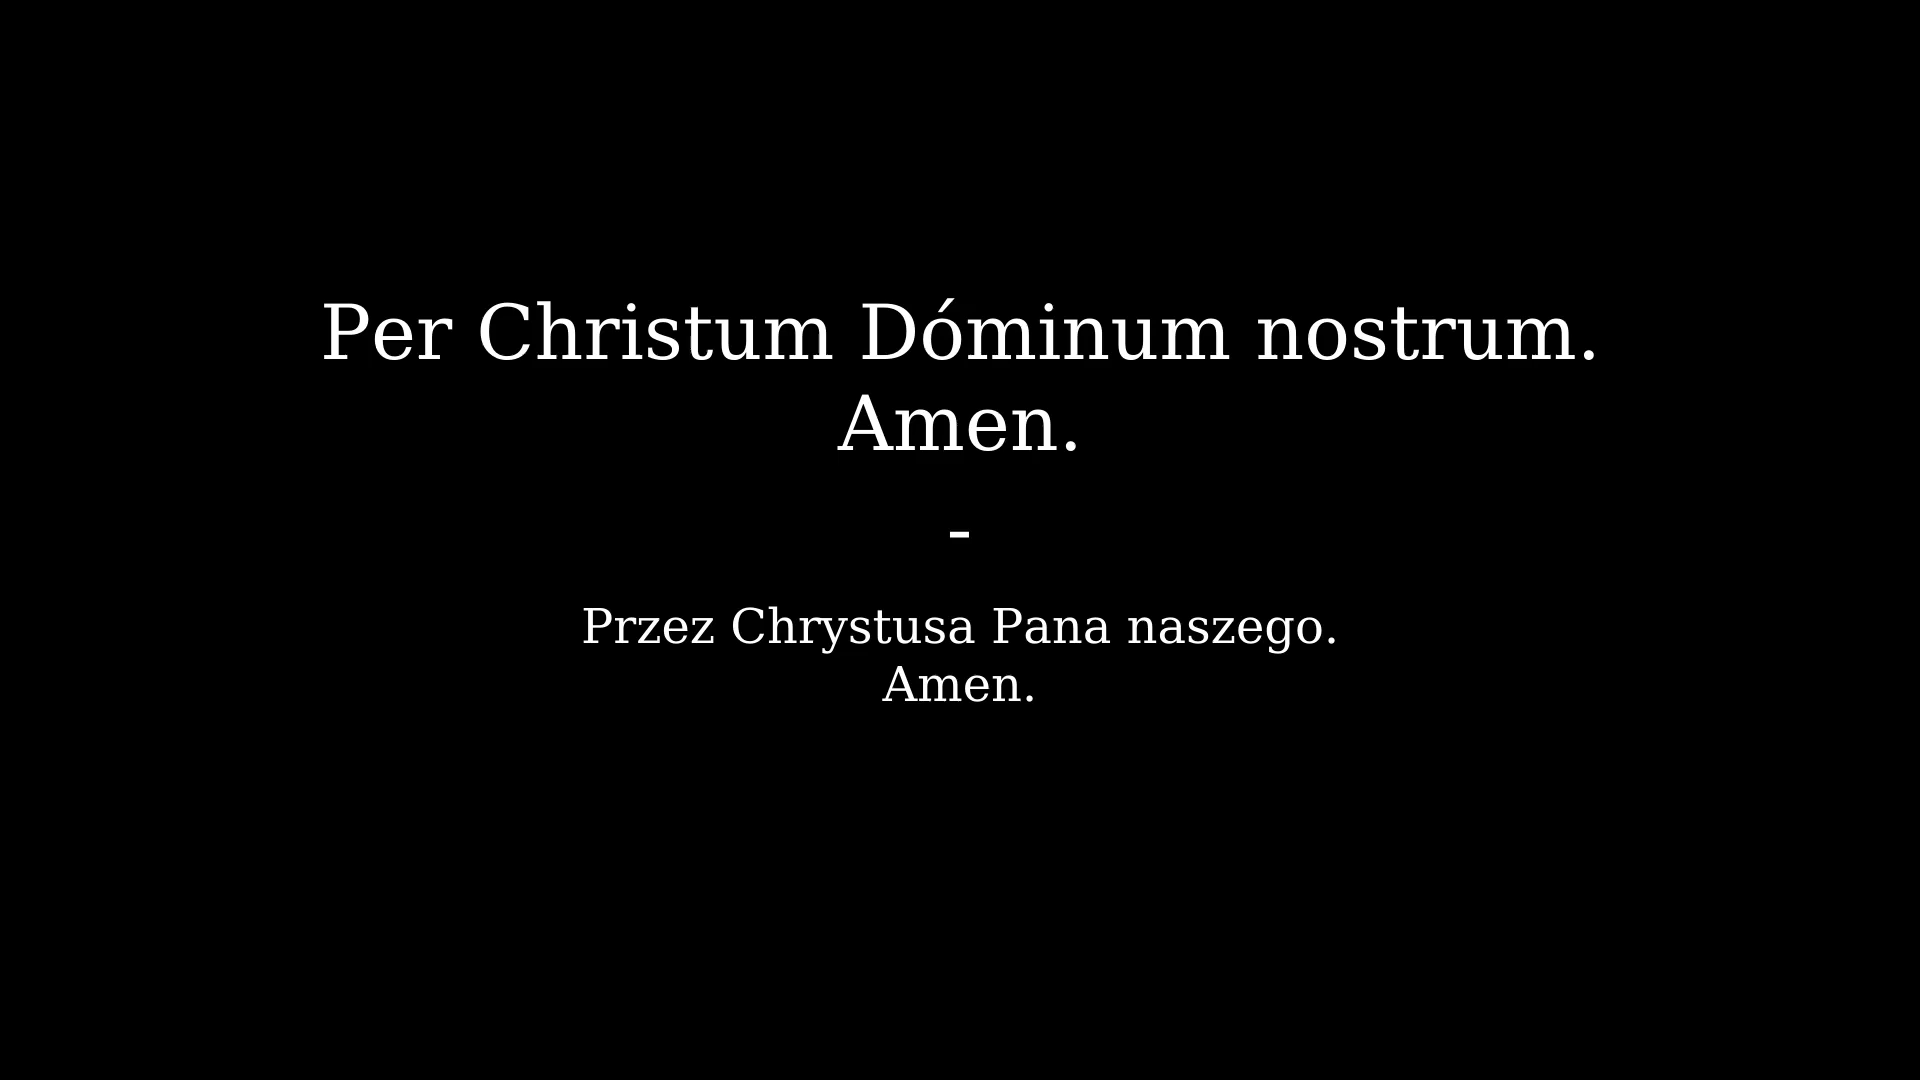 Per Christum Dóminum nostrum.
Amen.
-
Przez Chrystusa Pana naszego.
Amen.